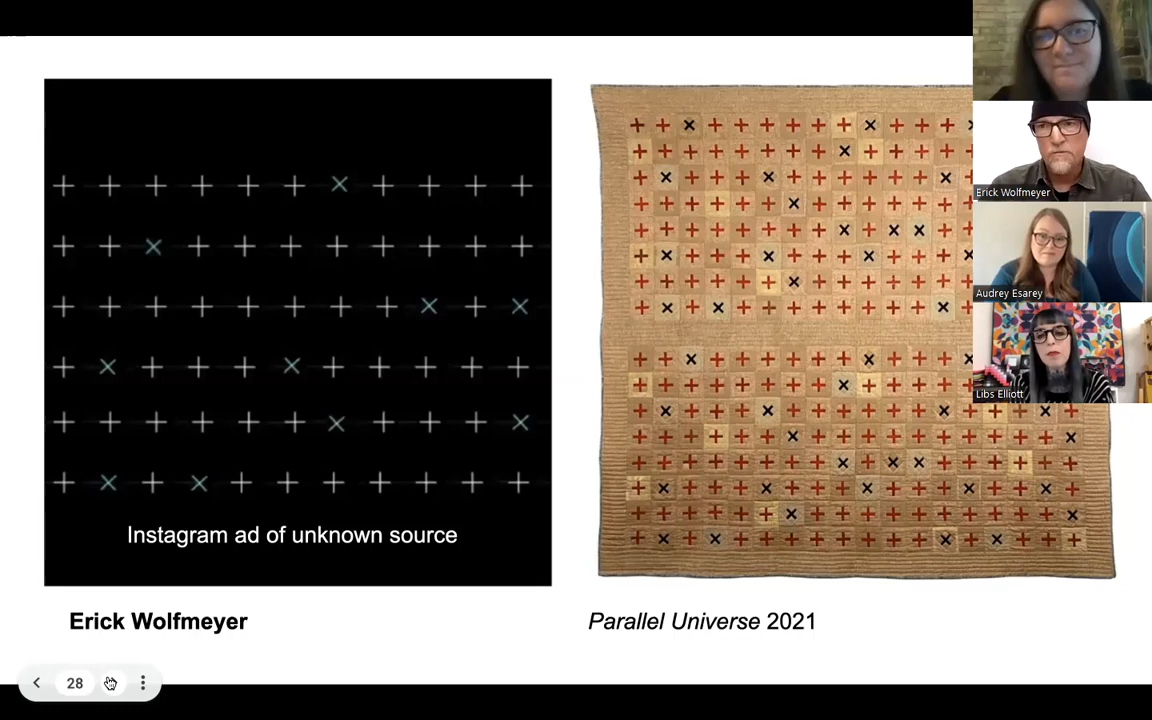 Instagram ad of unknown source
Erick Wolfmeyer
Parallel Universe 2021
28
Erick Wolfmeyer
Audrey Esarey
Libs Elliott